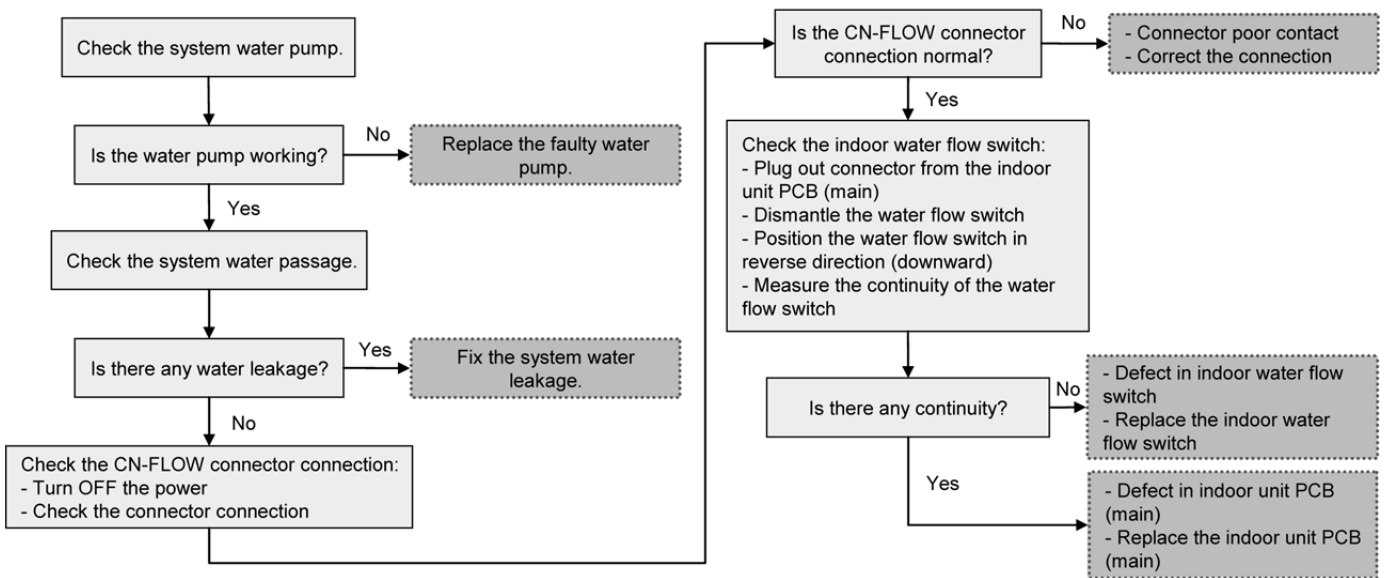 Check the system water pump.
Is the water pump working?
No
Replace the faulty water
pump.
Yes
Check the system water passage.
Is there any water leakage?
Yes
Fix the system water
leakage.
No
Check the CN-FLOW connector connection:
- Turn OFF the power
- Check the connector connection
Is the CN-FLOW connector
connection normal?
No
- Connector poor contact
- Correct the connection
Yes
Check the indoor water flow switch:
- Plug out connector from the indoor
unit PCB (main)
- Dismantle the water flow switch
- Position the water flow switch in
reverse direction (downward)
- Measure the continuity of the water
flow switch
Is there any continuity?
No
- Defect in indoor water flow
switch
- Replace the indoor water
flow switch
Yes
- Defect in indoor unit PCB
(main)
- Replace the indoor unit PCB
(main)